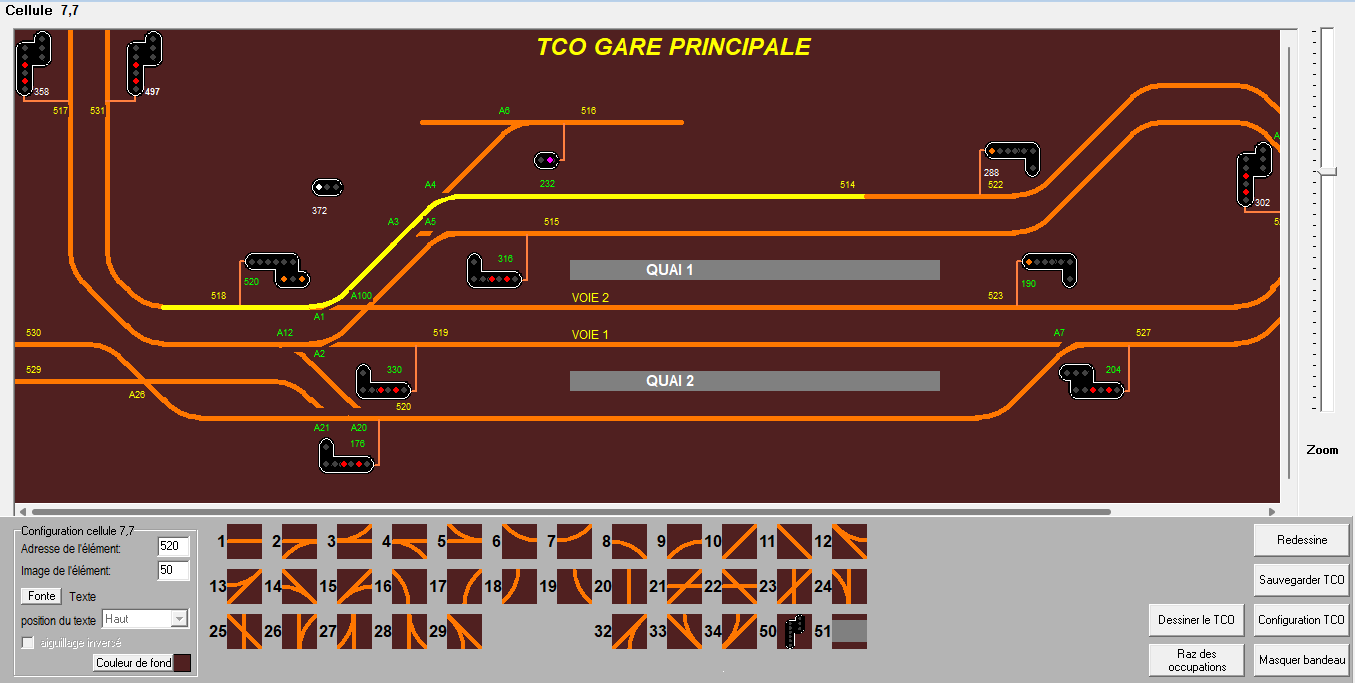 Cellule 7,7
TCO GARE PRINCIPALE
358
497
517
531
A6
516
A
288
522
A4
232
514
372
302
A3
A5
515
5
316
QUAI 1
520
190
518
A100
VOIE 2
523
A1
530
A12
519
VOIE 1
A7
527
A2
529
330
QUAI 2
204
A26
520
A21
A20
176
Zoom
Configuration cellule 7,7
Adresse de l'élément:
520
Image de l'élément:
50
Fonte
Texte
position du texte
Haut
aiguillage inversé
Couleur de fond
1 2 3 4 5 6 7 8 9 10 11 12
13 14 15 16 17 18 19 20 21 22 23 24
25 26 27 28 29 32 33 34 50 51
Redessine
Sauvegarder TCO
Dessiner le TCO
Configuration TCO
Raz des
occupations
Masquer bandeau